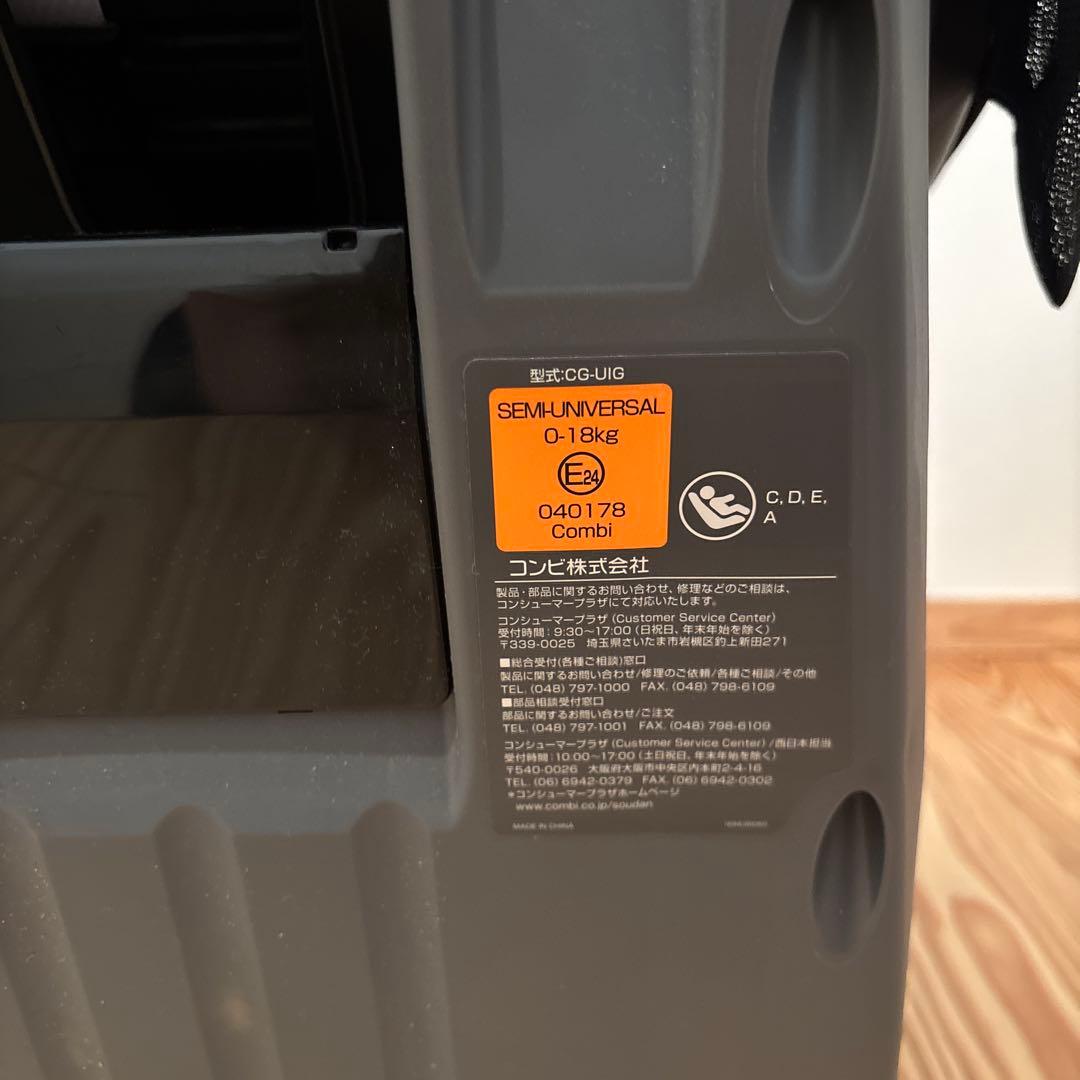 型式:CG-UIG
SEMI-UNIVERSAL
0-18kg
E24
040178
Combi
C, D, E,
A
コンビ株式会社
製品・部品に関するお問い合わせ、修理などのご相談は、
コンシューマープラザにて対応いたします。
コンシューマープラザ (Customer Service Center)
受付時間:9:30～17:00 (日祝日、年末年始を除く)
〒339-0025 埼玉県さいたま市岩槻区釣上新田271
■総合受付(各種ご相談)窓口
製品に関するお問い合わせ/修理のご依頼/各種ご相談/その他
TEL. (048) 797-1000 FAX. (048) 798-6109
■部品相談受付窓口
部品に関するお問い合わせ/ご注文
TEL. (048) 797-1001 FAX. (048) 798-6109
コンシューマープラザ (Customer Service Center) /西日本担当
受付時間:10:00～17:00 (土日祝日、年末年始を除く)
〒540-0026 大阪府大阪市中央区内本町2-4-16
TEL. (06) 6942-0379 FAX. (06) 6942-0302
*コンシューマープラザホームページ
www.combi.co.jp/soudan
MADE IN CHINA